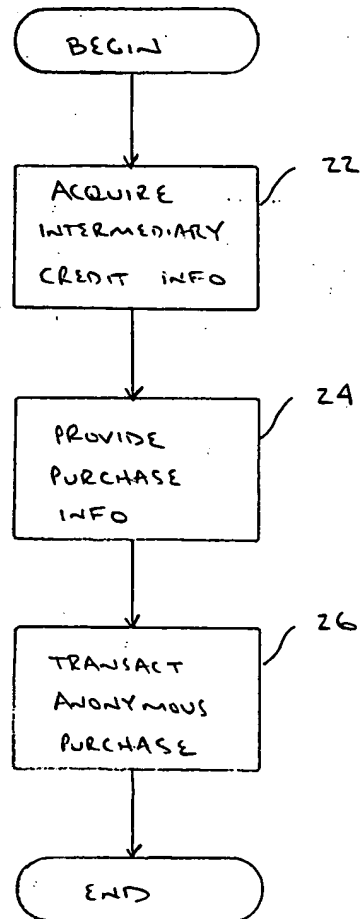 BEGIN
22
ACQUIRE
INTERMEDIARY
CREDIT INFO
24
PROVIDE
PURCHASE
INFO
26
TRANSACT
ANONYMOUS
PURCHASE
END